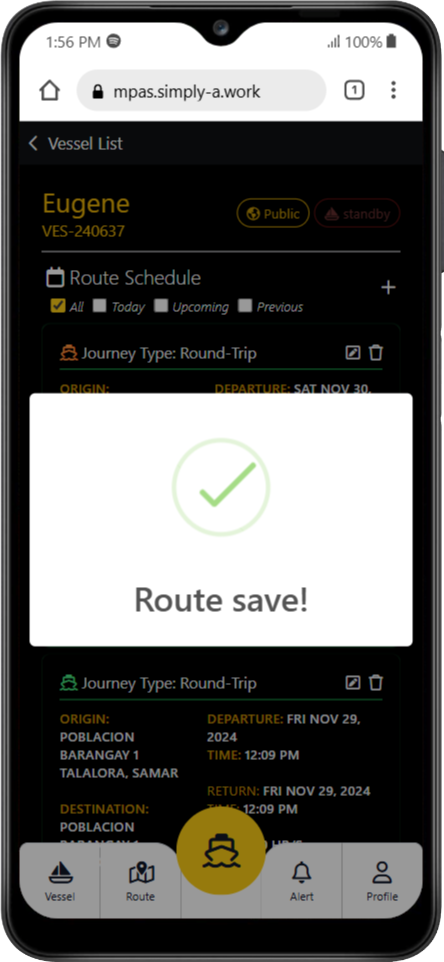 1:56 PM
100%
mpas.simply-a.work
1
Vessel List
Eugene
Public
standby
VES-240637
Route Schedule
All Today Upcoming Previous
Journey Type: Round-Trip
ORIGIN:
DEPARTURE: SAT NOV 30,
Route save!
Journey Type: Round-Trip
ORIGIN:
POBLACION
BARANGAY 1
TALALORA, SAMAR
DEPARTURE: FRI NOV 29,
2024
TIME: 12:09 PM
RETURN: FRI NOV 29, 2024
12:09 PM
DESTINATION:
POBLACION
BARANGAY 1
Vessel
Route
Alert
Profile